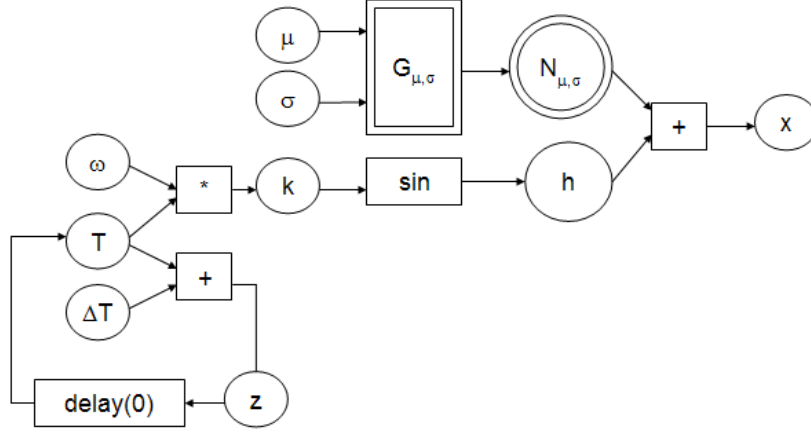 μ
G μ,σ
N μ,σ
σ
+
x
ω
*
k
sin
h
T
+
ΔT
delay(0)
z